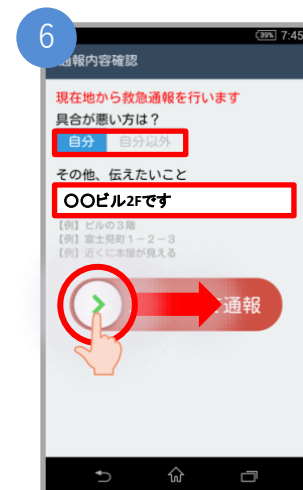 6
39% 7:45
通報内容確認
現在地から救急通報を行います
具合が悪い方は？
自分 自分以外
その他、伝えたいこと
〇〇ビル2Fです
【例】ビルの３階
【例】富士見町１－２－３
【例】近くに本屋が見える
通報